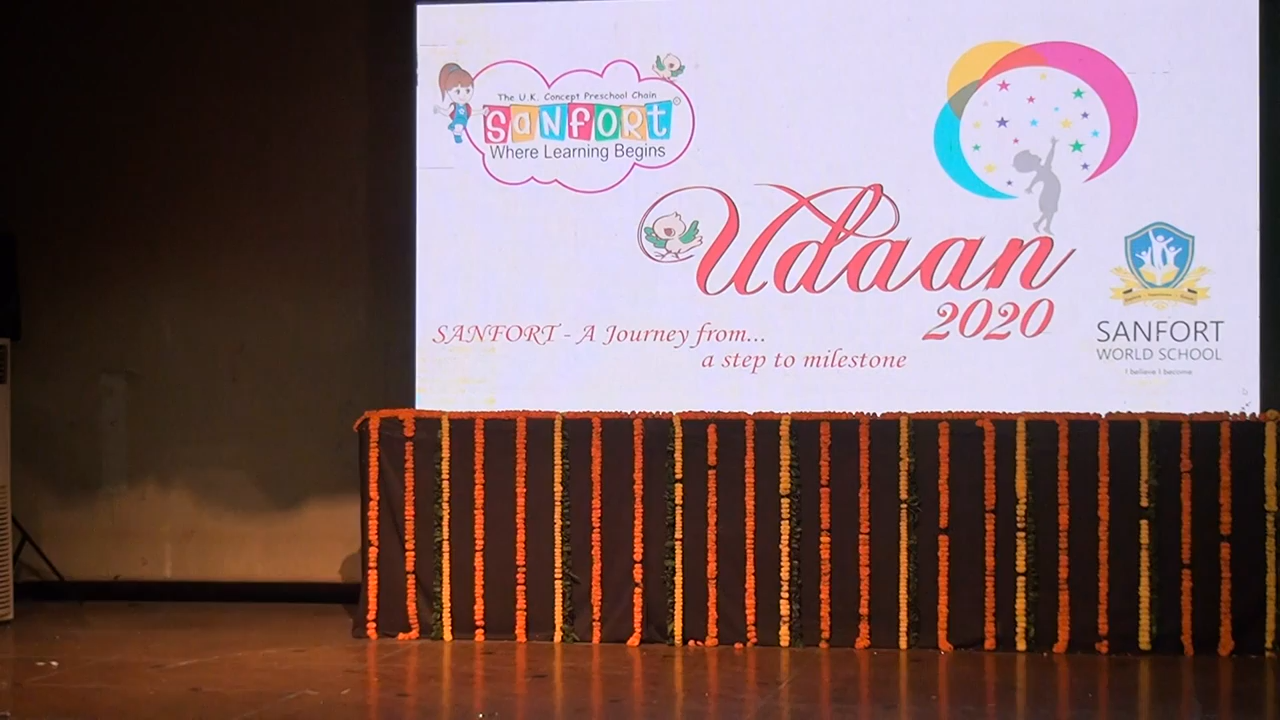 The U.K. Concept Preschool Chain
SANFORT
Where Learning Begins
Udaan
2020
SANFORT - A Journey from...
a step to milestone
SANFORT
WORLD SCHOOL
I believe I become